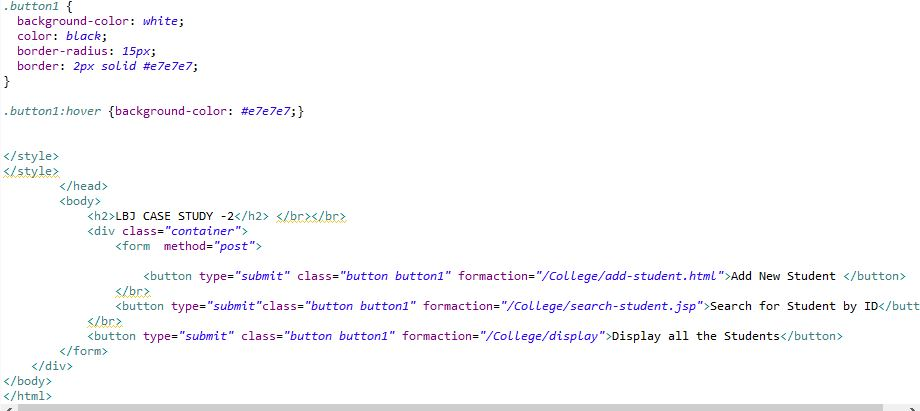 .button1 {
  background-color: white;
  color: black;
  border-radius: 15px;
  border: 2px solid #e7e7e7;
}

.button1:hover {background-color: #e7e7e7;}


</style>
</style>
        </head>
        <body>
            <h2>LBJ CASE STUDY -2</h2> </br></br>
            <div class="container">
                <form  method="post">

                    <button type="submit" class="button button1" formaction="/College/add-student.html">Add New Student </button>
                </br>
                <button type="submit"class="button button1" formaction="/College/search-student.jsp">Search for Student by ID</butt
            </br>
            <button type="submit" class="button button1" formaction="/College/display">Display all the Students</button>
        </form>
    </div>
</body>
</html>